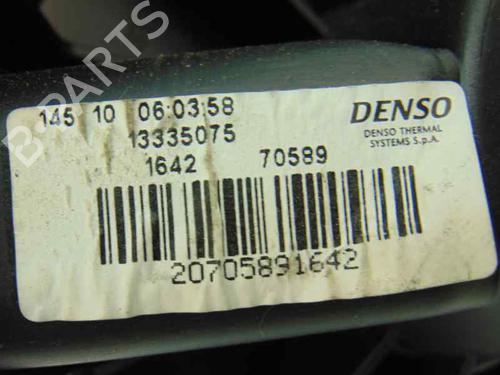 145 10 06:03:58
13335075
1642 70589
DENSO
DENSO THERMAL
SYSTEMS S.p.A.
20705891642
B-PARTS